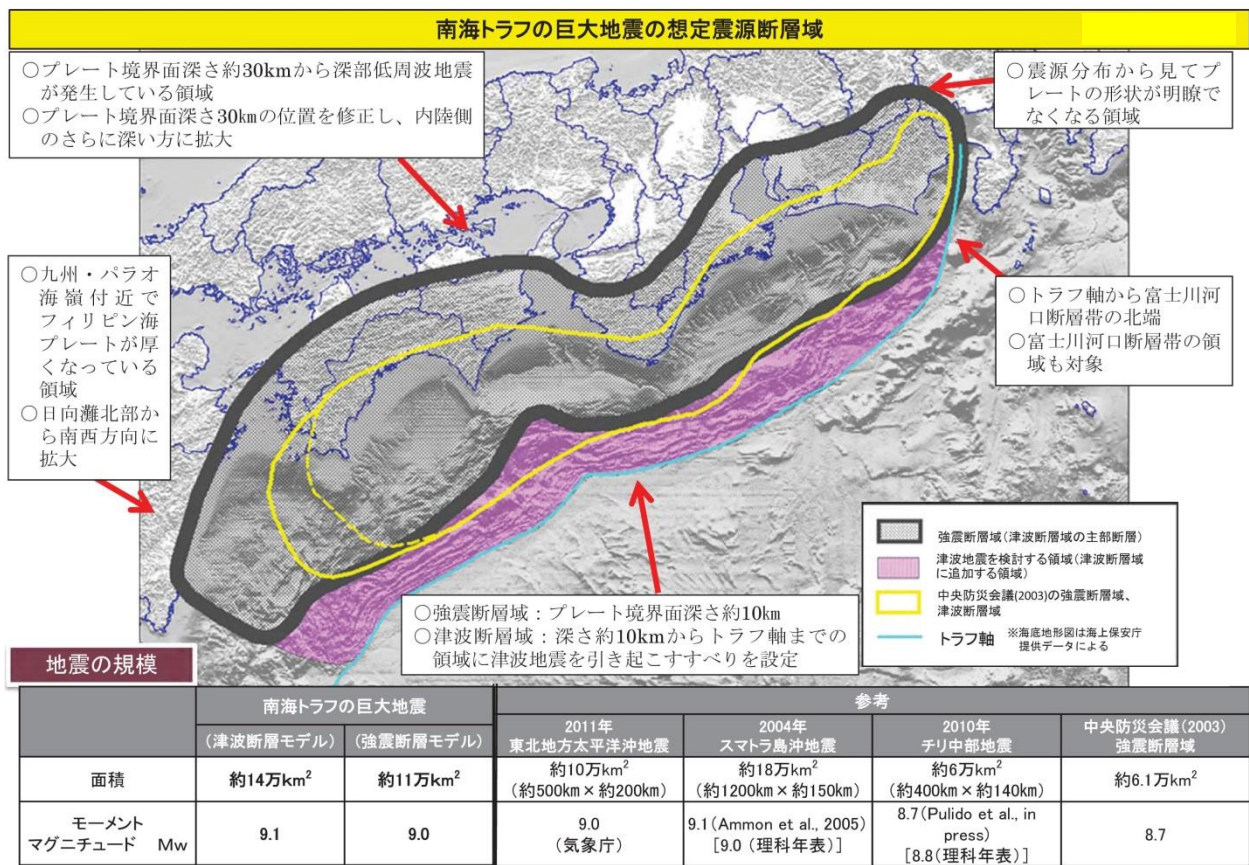 南海トラフの巨大地震の想定震源断層域
○プレート境界面深さ約30kmから深部低周波地震
が発生している領域
○プレート境界面深さ30kmの位置を修正し、内陸側
のさらに深い方に拡大
○震源分布から見てプ
レートの形状が明瞭で
なくなる領域
○九州・パラオ
海嶺付近で
フィリピン海
プレートが厚
くなっている
領域
○日向灘北部か
ら南西方向に
拡大
○トラフ軸から富士川河
口断層帯の北端
○富士川河口断層帯の領
域も対象
○強震断層域：プレート境界面深さ約10km
○津波断層域：深さ約10kmからトラフ軸までの
領域に津波地震を引き起こすすべりを設定
強震断層域(津波断層域の主部断層)
津波地震を検討する領域(津波断層域
に追加する領域)
中央防災会議(2003)の強震断層域、
津波断層域
トラフ軸 ※海底地形図は海上保安庁
提供データによる
地震の規模
南海トラフの巨大地震 参考
(津波断層モデル) (強震断層モデル) 2011年 2004年 2010年 中央防災会議(2003)
東北地方太平洋沖地震 スマトラ島沖地震 チリ中部地震 強震断層域
面積 約14万km² 約11万km² 約10万km² 約18万km² 約6万km² 約6.1万km²
(約500km×約200km) (約1200km×約150km) (約400km×約140km)
モーメント
マグニチュード Mw 9.1 9.0 9.0 9.1(Ammon et al., 2005) 8.7(Pulido et al., in 8.7
(気象庁) [9.0 (理科年表)] press)
[8.8(理科年表)]